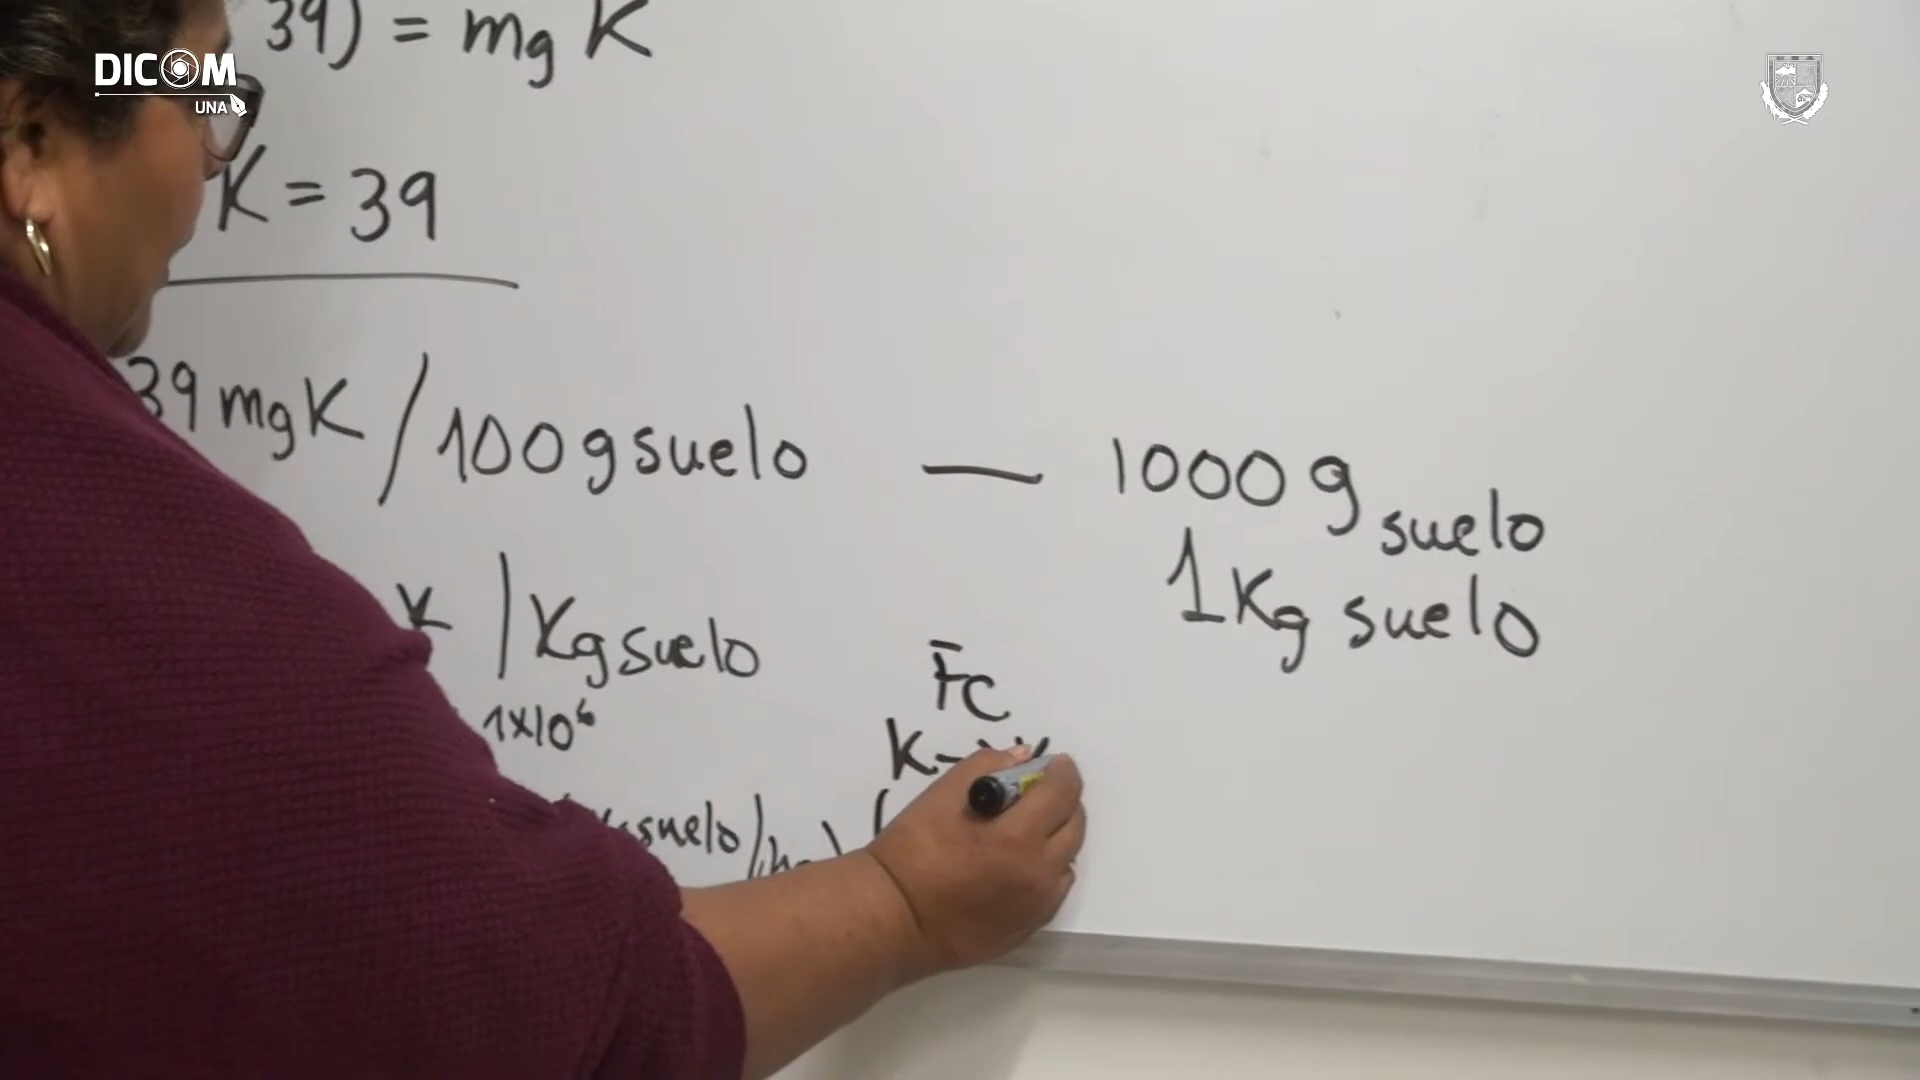 DICOM
UNA
39) = mg K
K = 39
39 mg K / 100 g suelo — 1000 g suelo
1 Kg suelo
K / Kg suelo
1x10⁶
Fc
K →
suelo/